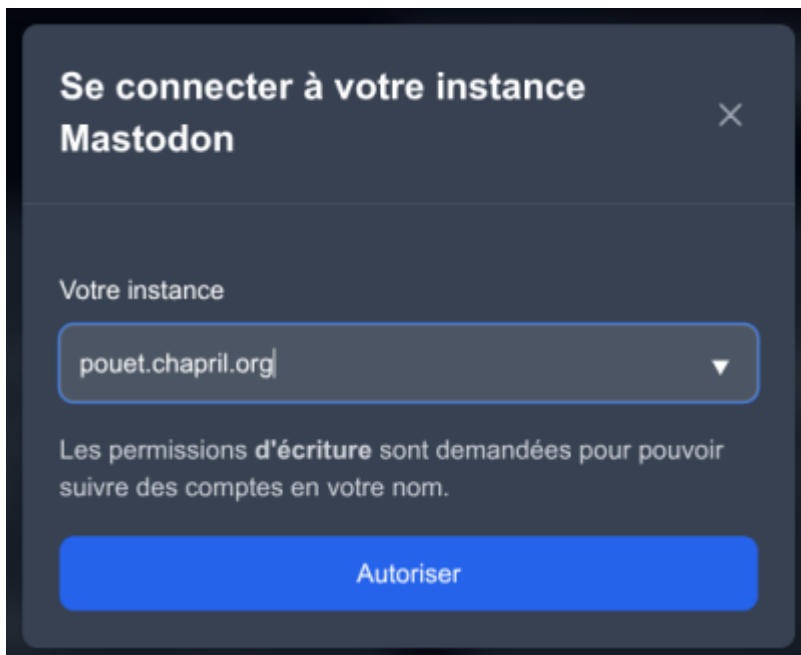 Se connecter à votre instance
Mastodon
Votre instance
pouet.chapril.org
Les permissions d'écriture sont demandées pour pouvoir
suivre des comptes en votre nom.
Autoriser